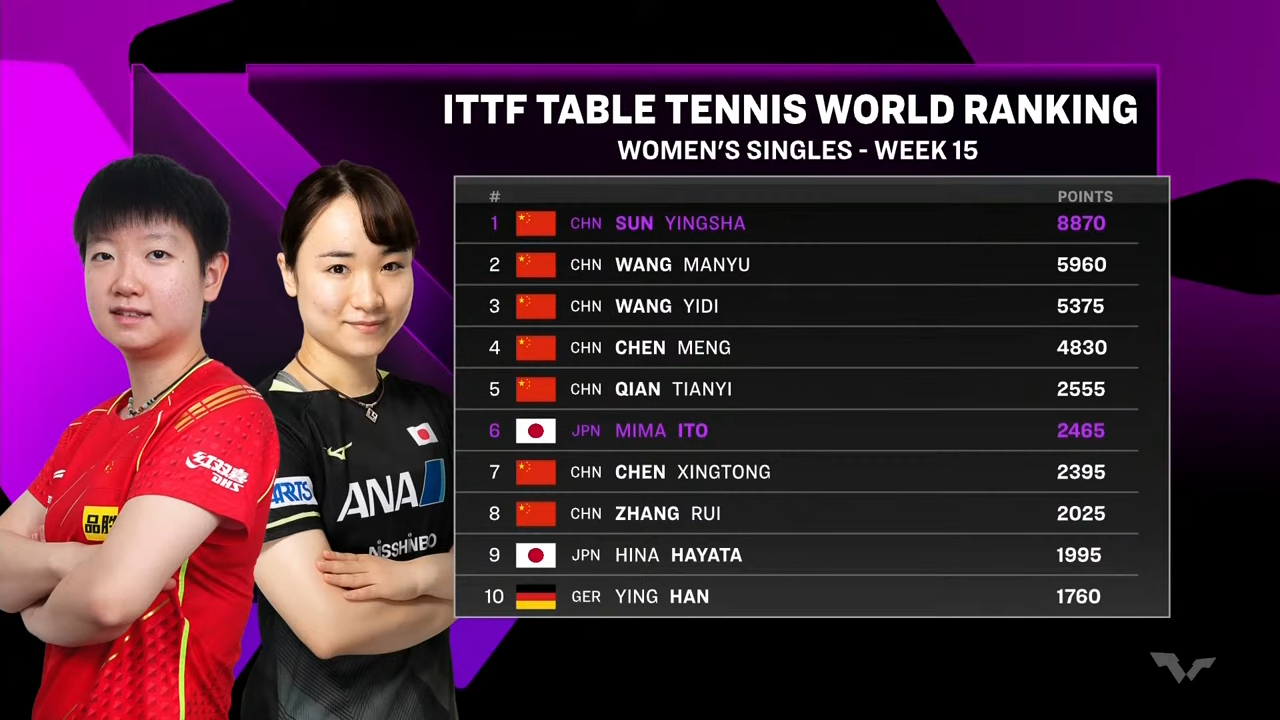 ITTF TABLE TENNIS WORLD RANKING
WOMEN'S SINGLES - WEEK 15
# POINTS
1 CHN SUN YINGSHA 8870
2 CHN WANG MANYU 5960
3 CHN WANG YIDI 5375
4 CHN CHEN MENG 4830
5 CHN QIAN TIANYI 2555
6 JPN MIMA ITO 2465
7 CHN CHEN XINGTONG 2395
8 CHN ZHANG RUI 2025
9 JPN HINA HAYATA 1995
10 GER YING HAN 1760
红双喜
DHS
品胜
ANA
NISSHINBO